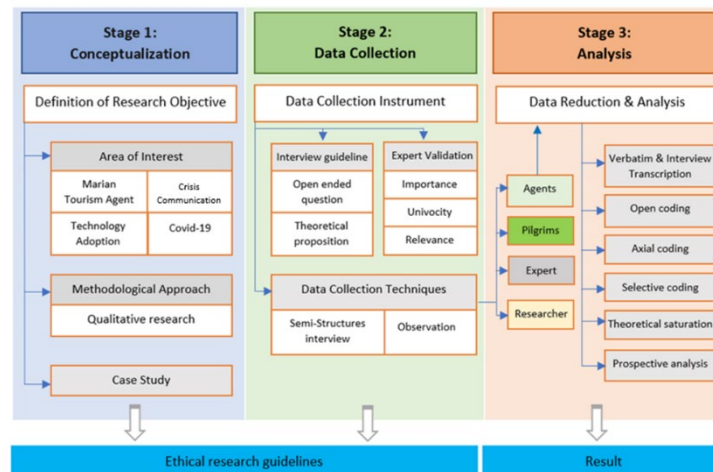 Stage 1:
Conceptualization
Definition of Research Objective
Area of Interest
Marian
Tourism Agent
Crisis
Communication
Technology
Adoption
Covid-19
Methodological Approach
Qualitative research
Case Study
Stage 2:
Data Collection
Data Collection Instrument
Interview guideline
Open ended
question
Theoretical
proposition
Expert Validation
Importance
Univocity
Relevance
Data Collection Techniques
Semi-Structures
interview
Observation
Stage 3:
Analysis
Data Reduction & Analysis
Agents
Pilgrims
Expert
Researcher
Verbatim & Interview
Transcription
Open coding
Axial coding
Selective coding
Theoretical saturation
Prospective analysis
Ethical research guidelines
Result